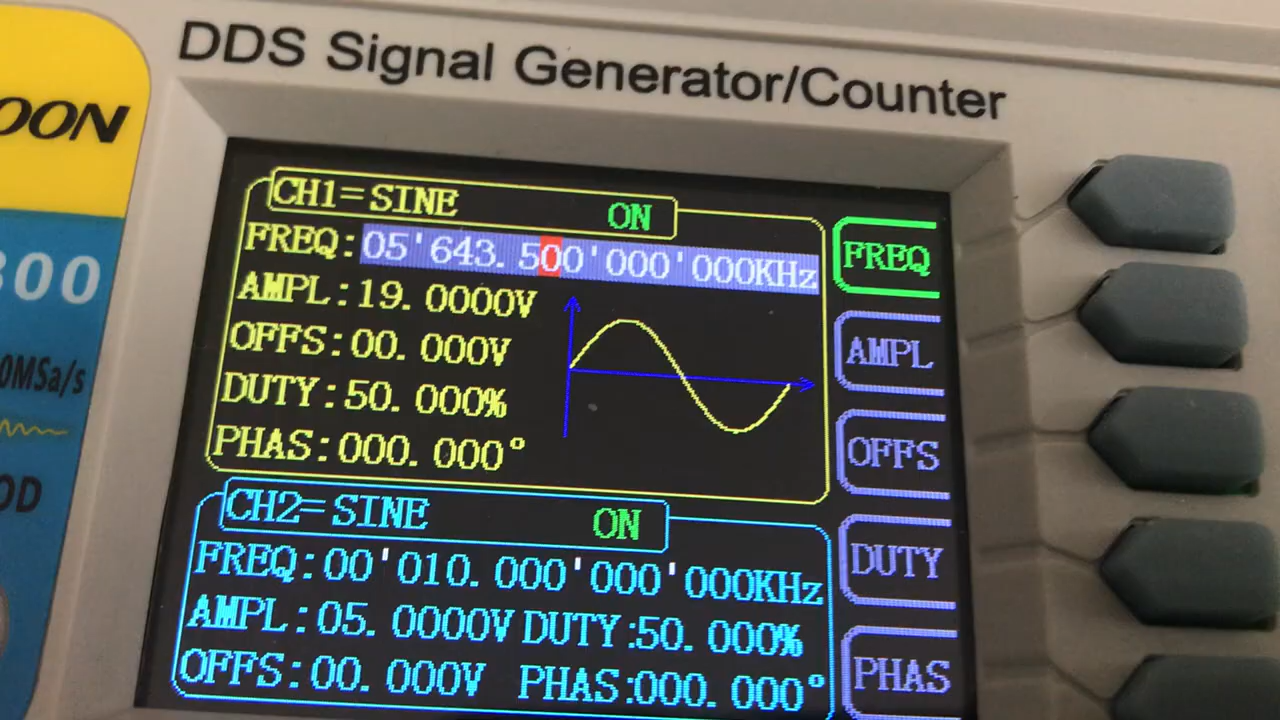 DDS Signal Generator/Counter
OON
300
0MSa/s
OD
CH1=SINE ON
FREQ:05'643.500'000'000KHz
AMPL:19.0000V
OFFS:00.000V
DUTY:50.000%
PHAS:000.000°
CH2=SINE ON
FREQ:00'010.000'000'000KHz
AMPL:05.0000V DUTY:50.000%
OFFS:00.000V PHAS:000.000°
FREQ
AMPL
OFFS
DUTY
PHAS